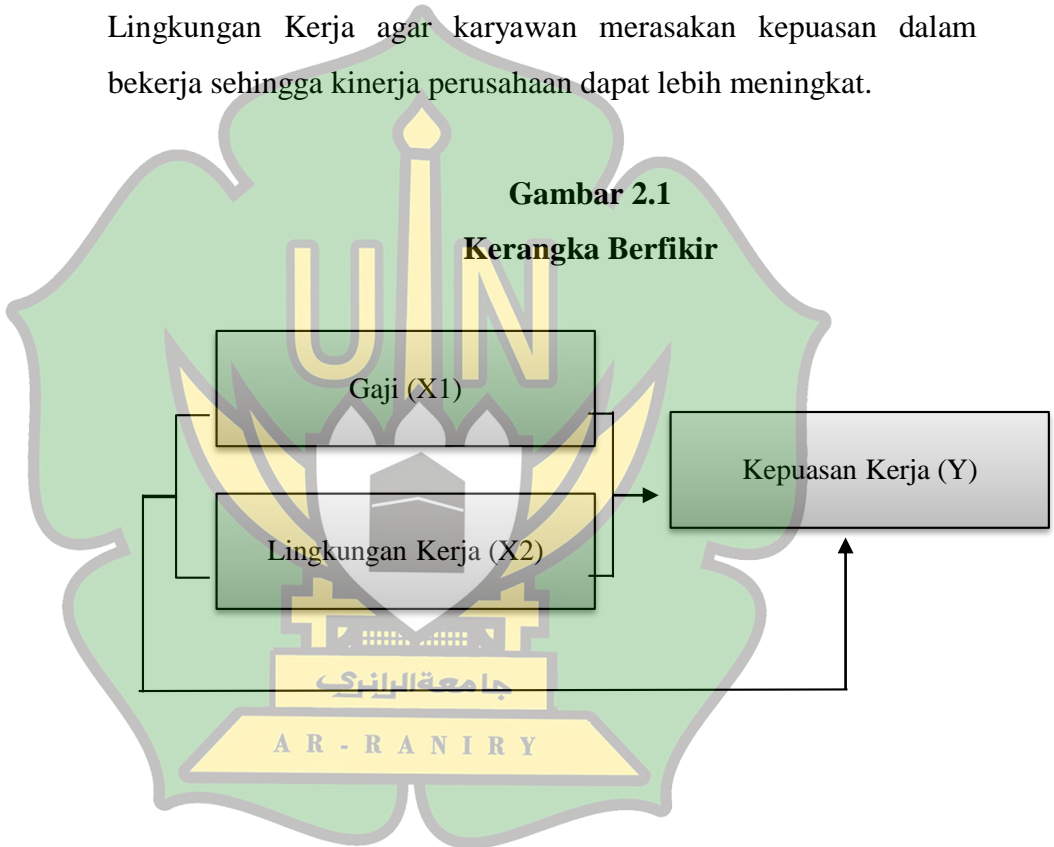 Lingkungan Kerja agar karyawan merasakan kepuasan dalam
bekerja sehingga kinerja perusahaan dapat lebih meningkat.
Gambar 2.1
Kerangka Berfikir
UIN
Gaji (X1)
Kepuasan Kerja (Y)
Lingkungan Kerja (X2)
جامعةالرانري
AR-RANIRY